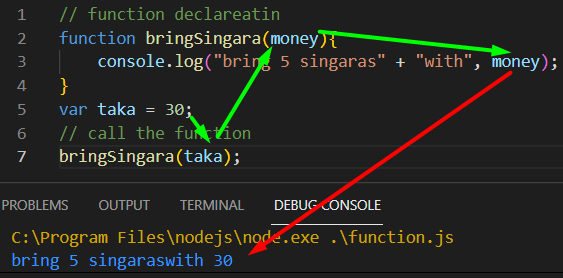 1 // function declareatin
2 function bringSingara(money){
3 console.log("bring 5 singaras" + "with", money);
4 }
5 var taka = 30;
6 // call the function
7 bringSingara(taka);
PROBLEMS OUTPUT TERMINAL DEBUG CONSOLE
C:\Program Files\nodejs\node.exe .\function.js
bring 5 singaraswith 30